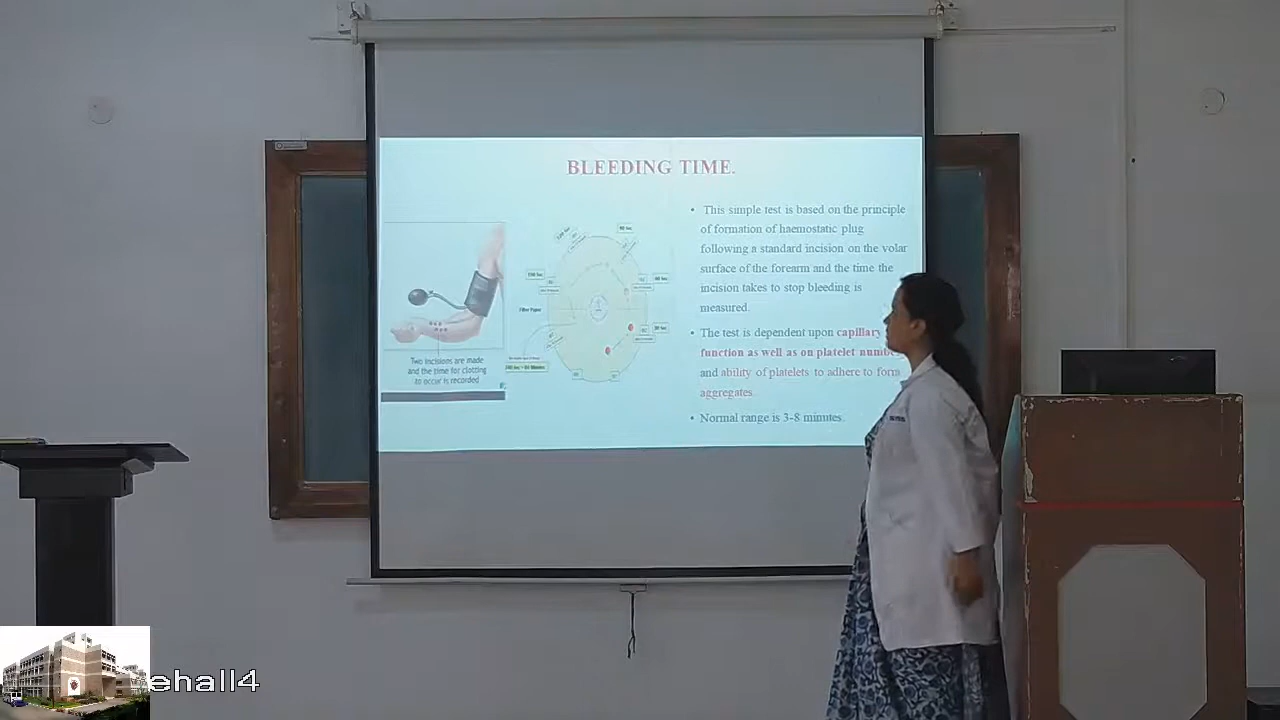 BLEEDING TIME.
• This simple test is based on the principle
of formation of haemostatic plug
following a standard incision on the volar
surface of the forearm and the time the
incision takes to stop bleeding is
measured.
• The test is dependent upon capillary
function as well as on platelet number
and ability of platelets to adhere to form
aggregates.
• Normal range is 3-8 minutes.
Two incisions are made
and the time for clotting
to occur is recorded
Filter Paper
ehall4